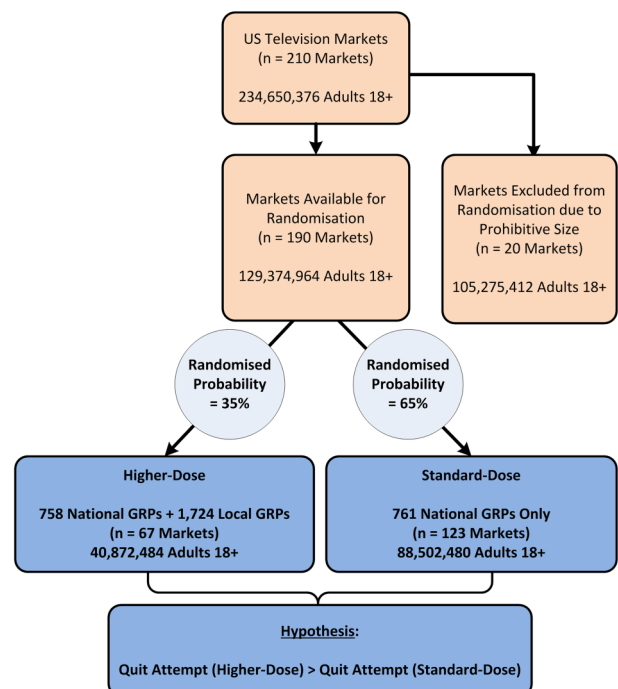 US Television Markets
(n = 210 Markets)
234,650,376 Adults 18+
Markets Available for
Randomisation
(n = 190 Markets)
129,374,964 Adults 18+
Markets Excluded from
Randomisation due to
Prohibitive Size
(n = 20 Markets)
105,275,412 Adults 18+
Randomised
Probability
= 35%
Randomised
Probability
= 65%
Higher-Dose
758 National GRPs + 1,724 Local GRPs
(n = 67 Markets)
40,872,484 Adults 18+
Standard-Dose
761 National GRPs Only
(n = 123 Markets)
88,502,480 Adults 18+
Hypothesis:
Quit Attempt (Higher-Dose) > Quit Attempt (Standard-Dose)